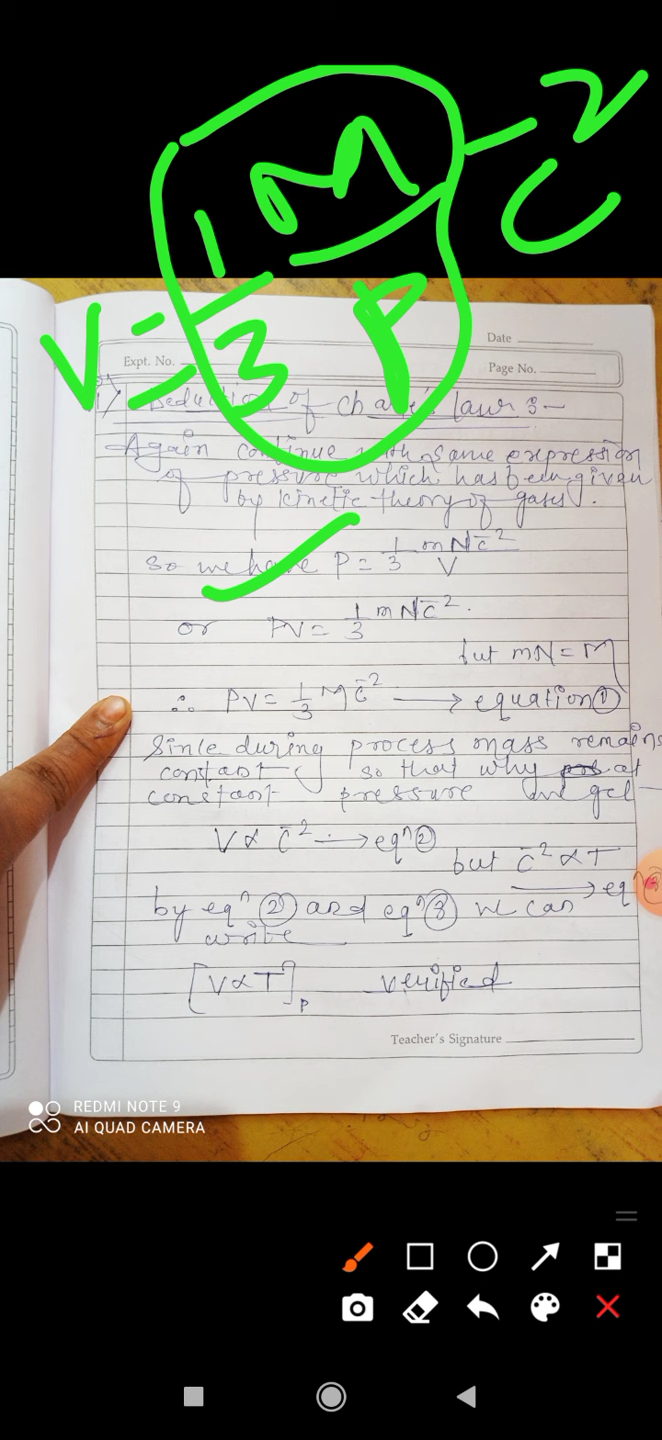 V = 1/3 M/P c̄²
Date
Expt. No.
Page No.
1) Deduction of Charle's law :-
Again continue with same expression
of pressure which has been given
by kinetic theory of gases.
so we have P = 1/3 mNc̄²/V
or PV = 1/3 mNc̄².
but mN = M
∴ PV = 1/3 Mc̄² ⟶ equation ①
Since during process mass remains
constant, so that why at
constant pressure we get -
V ∝ c̄² ⟶ eqⁿ ②
but c̄² ∝ T
⟶ eqⁿ ③
by eqⁿ ② and eqⁿ ③ we can
write
[V ∝ T]P verified
Teacher's Signature
REDMI NOTE 9
AI QUAD CAMERA